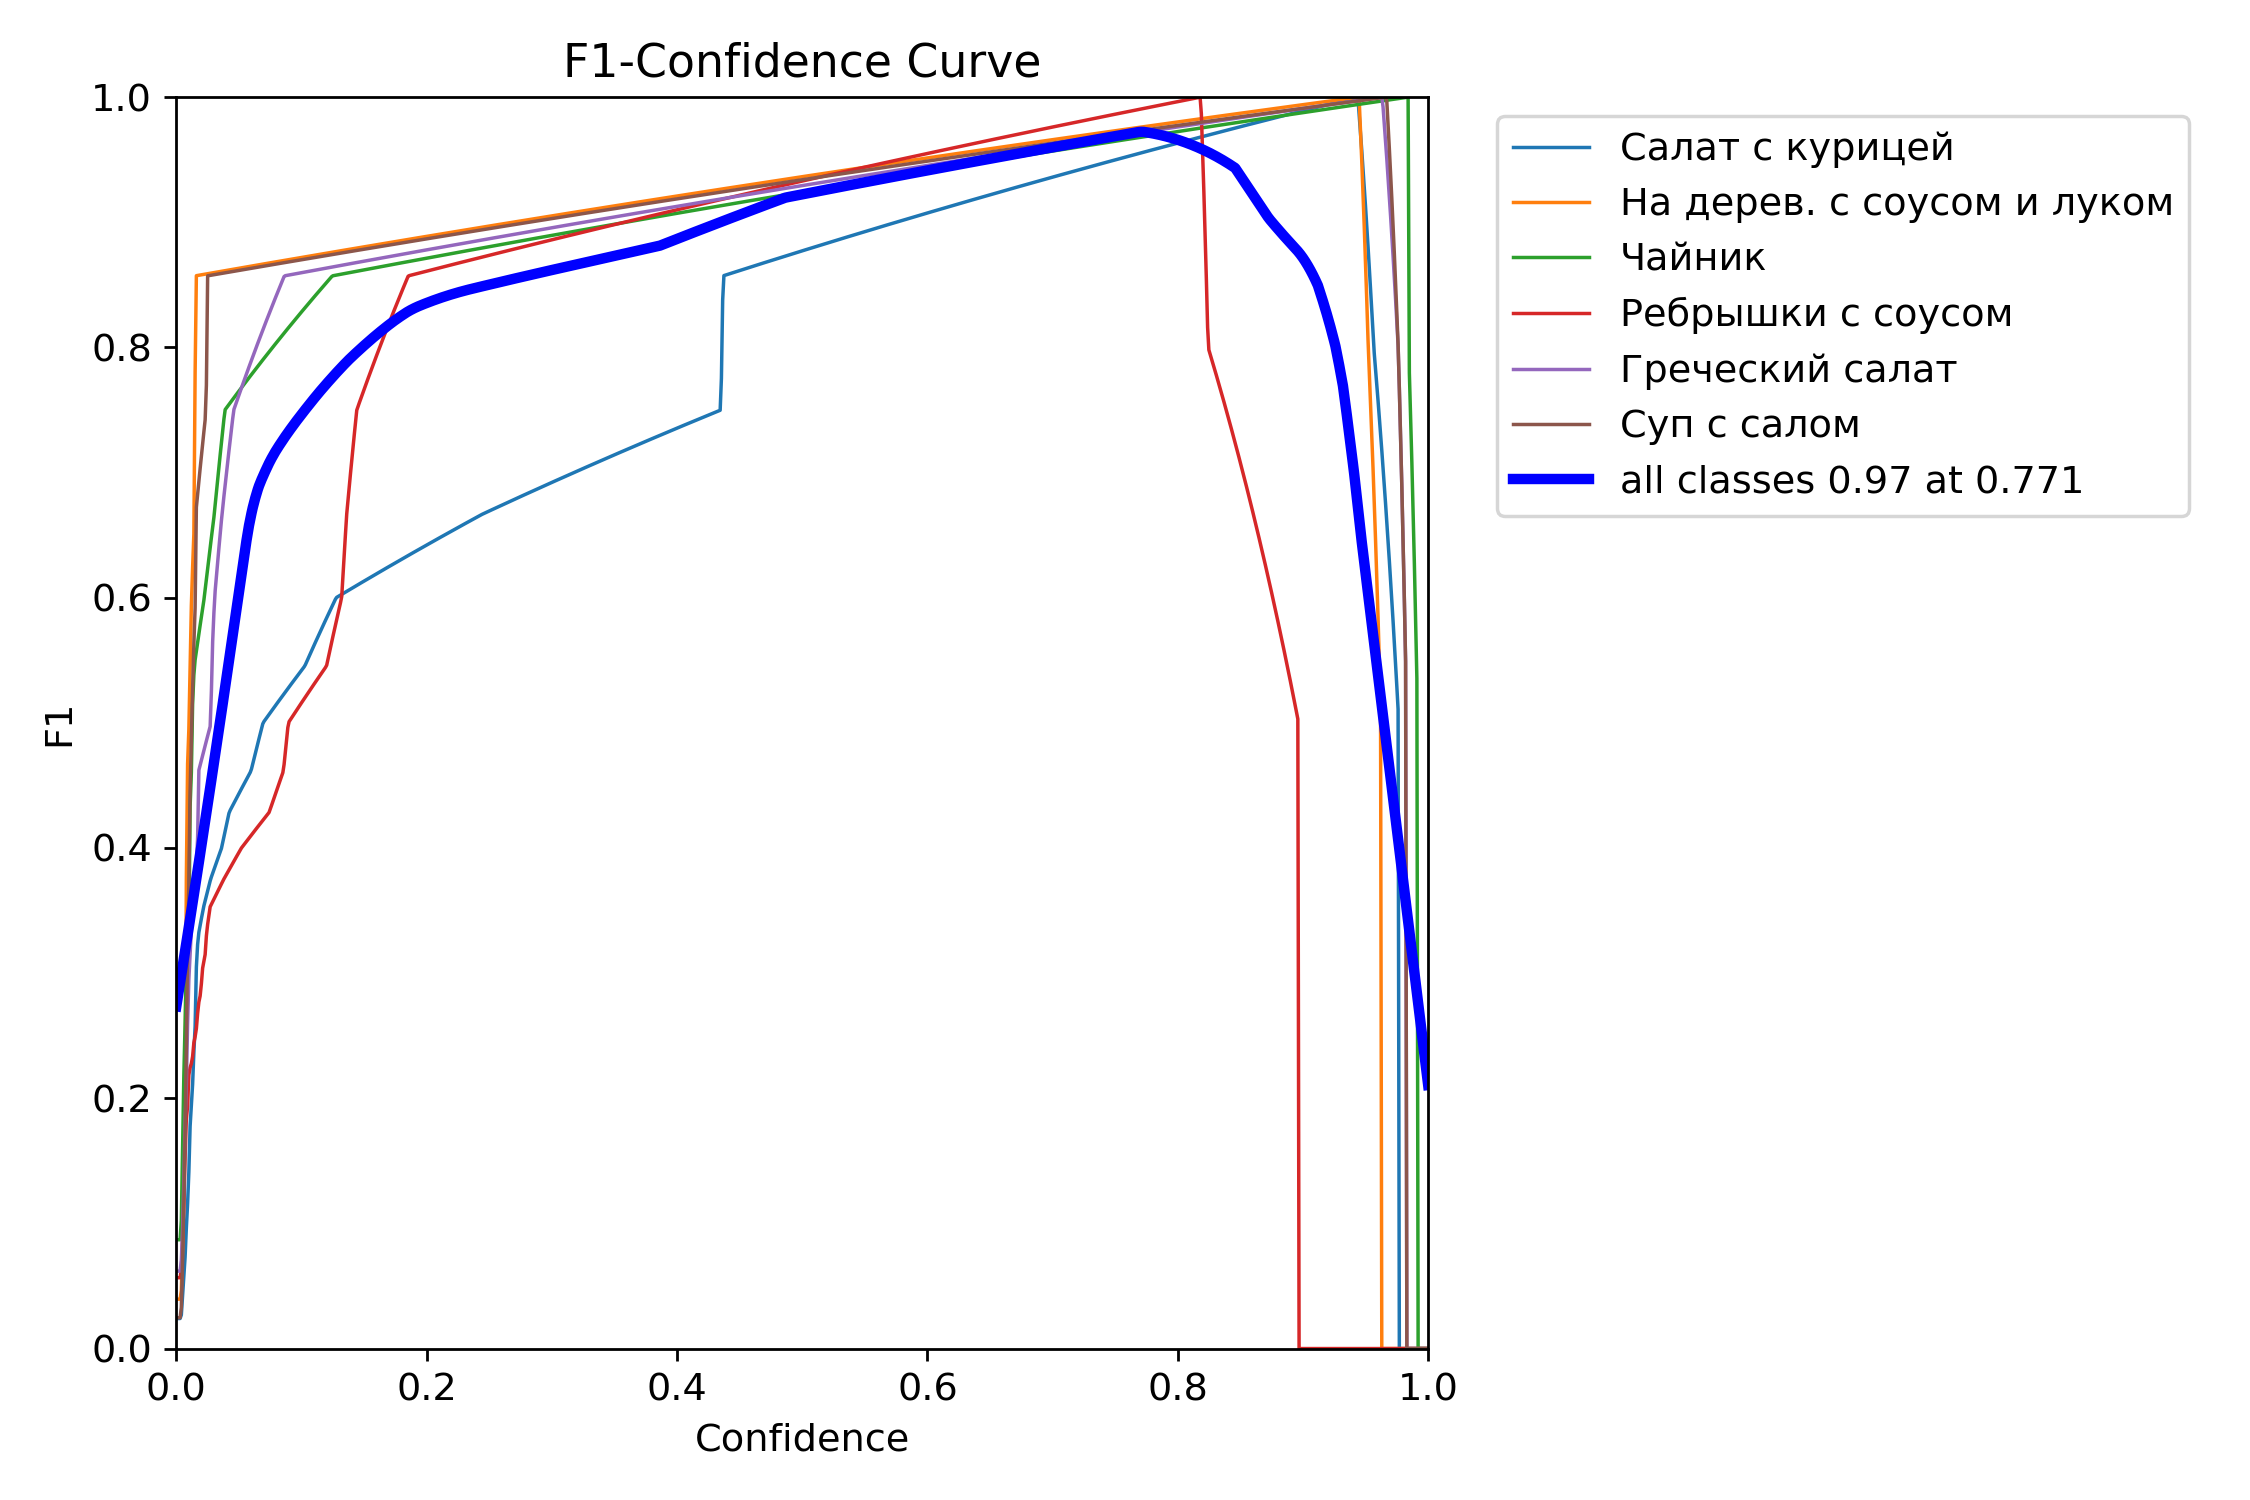 F1-Confidence Curve
1.0
0.8
0.6
0.4
0.2
0.0
F1
0.0 0.2 0.4 0.6 0.8 1.0
Confidence
Салат с курицей
На дерев. с соусом и луком
Чайник
Ребрышки с соусом
Греческий салат
Суп с салом
all classes 0.97 at 0.771